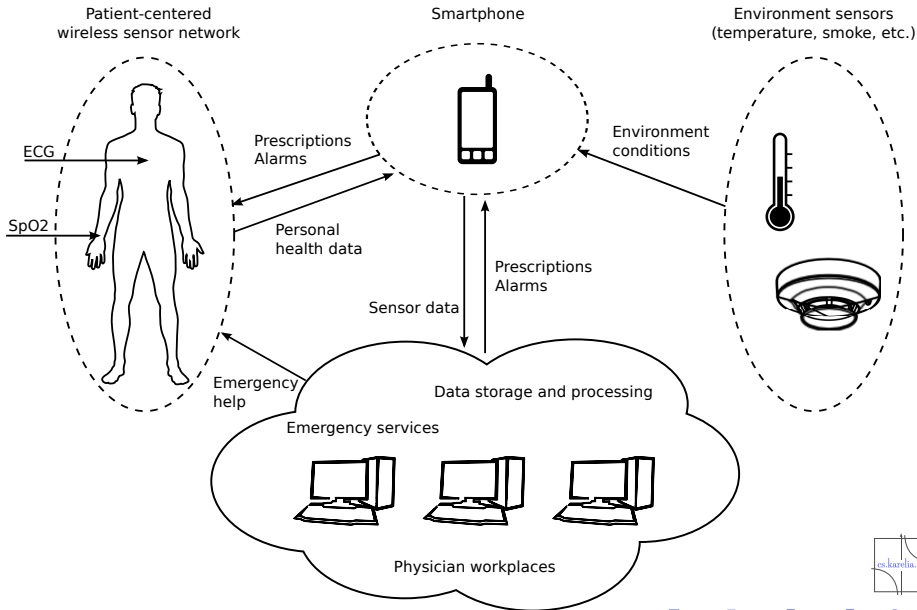 Patient-centered
wireless sensor network
Smartphone
Environment sensors
(temperature, smoke, etc.)
ECG
SpO2
Prescriptions
Alarms
Personal
health data
Environment
conditions
Sensor data
Prescriptions
Alarms
Emergency
help
Data storage and processing
Emergency services
Physician workplaces
cs.karelia.